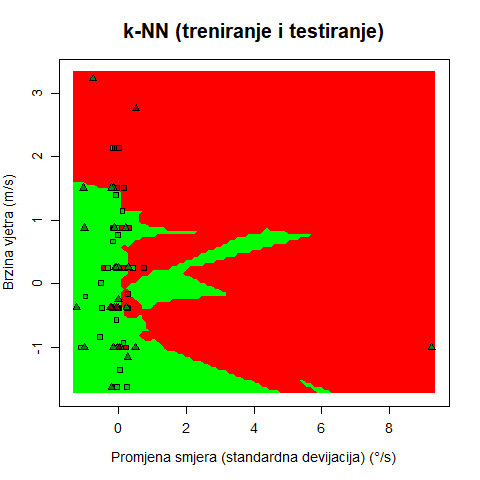 k-NN (treniranje i testiranje)
Brzina vjetra (m/s)
3
2
1
0
-1
0 2 4 6 8
Promjena smjera (standardna devijacija) (°/s)